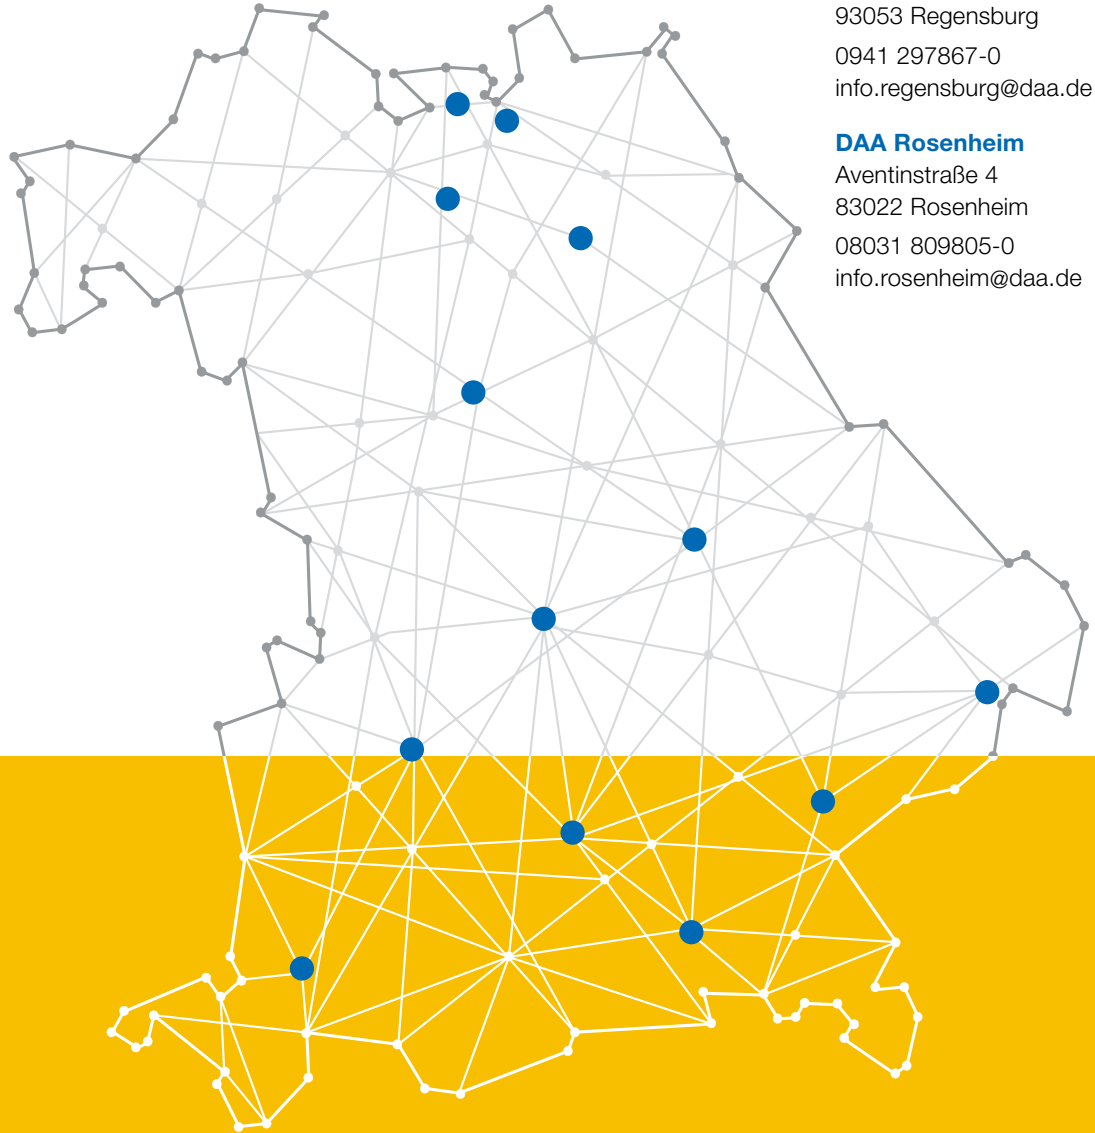 93053 Regensburg
0941 297867-0
info.regensburg@daa.de
DAA Rosenheim
Aventinstraße 4
83022 Rosenheim
08031 809805-0
info.rosenheim@daa.de